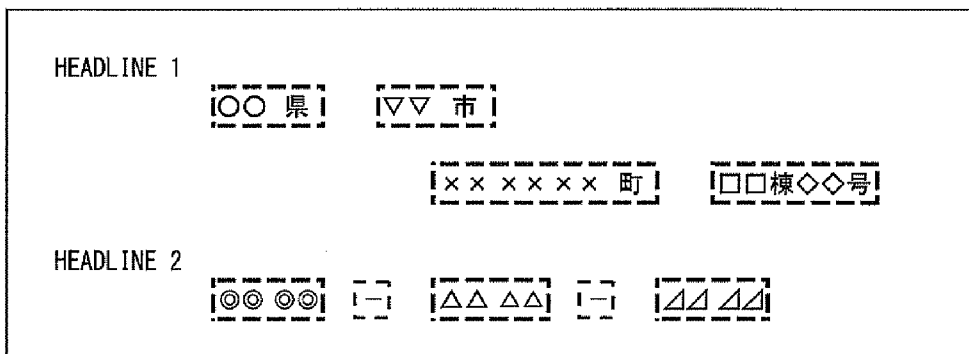 HEADLINE 1
○○ 県 ▽▽ 市
×× ×× ×× 町 □□棟◇◇号
HEADLINE 2
◎◎ ◎◎ － △△ △△ － ⊿⊿ ⊿⊿